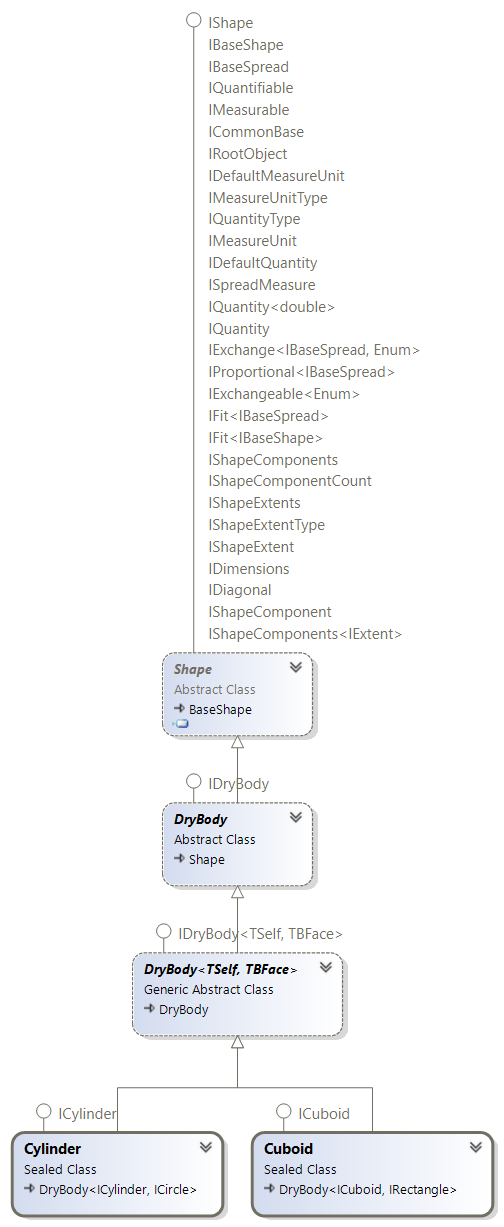 IShape
IBaseShape
IBaseSpread
IQuantifiable
IMeasurable
ICommonBase
IRootObject
IDefaultMeasureUnit
IMeasureUnitType
IQuantityType
IMeasureUnit
IDefaultQuantity
ISpreadMeasure
IQuantity<double>
IQuantity
IExchange<IBaseSpread, Enum>
IProportional<IBaseSpread>
IExchangeable<Enum>
IFit<IBaseSpread>
IFit<IBaseShape>
IShapeComponents
IShapeComponentCount
IShapeExtents
IShapeExtentType
IShapeExtent
IDimensions
IDiagonal
IShapeComponent
IShapeComponents<IExtent>
Shape
Abstract Class
BaseShape
IDryBody
DryBody
Abstract Class
Shape
IDryBody<TSelf, TBFace>
DryBody<TSelf, TBFace>
Generic Abstract Class
DryBody
ICylinder
Cylinder
Sealed Class
DryBody<ICylinder, ICircle>
ICuboid
Cuboid
Sealed Class
DryBody<ICuboid, IRectangle>